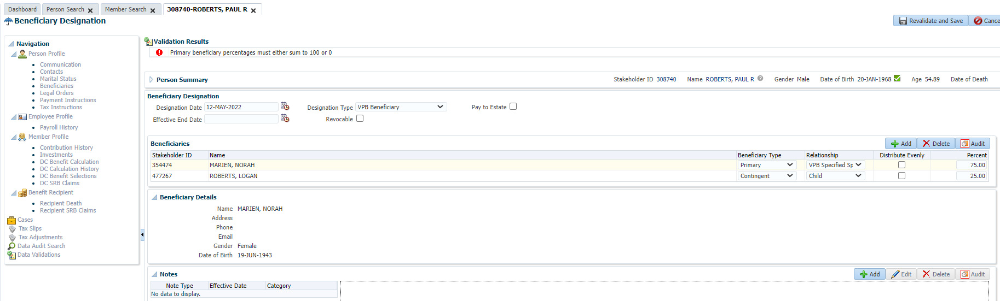 Dashboard Person Search Member Search 308740-ROBERTS, PAUL R
Beneficiary Designation Revalidate and Save Cance
Navigation
Person Profile
Communication
Contacts
Marital Status
Beneficiaries
Legal Orders
Payment Instructions
Tax Instructions
Employee Profile
Payroll History
Member Profile
Contribution History
Investments
DC Benefit Calculation
DC Calculation History
DC Benefit Selections
DC SRB Claims
Benefit Recipient
Recipient Death
Recipient SRB Claims
Cases
Tax Slips
Tax Adjustments
Data Audit Search
Data Validations
Validation Results
Primary beneficiary percentages must either sum to 100 or 0
Person Summary Stakeholder ID 308740 Name ROBERTS, PAUL R Gender Male Date of Birth 20-JAN-1968 Age 54.89 Date of Death
Beneficiary Designation
Designation Date 12-MAY-2022 Designation Type VPB Beneficiary Pay to Estate
Effective End Date Revocable
Beneficiaries Add Delete Audit
Stakeholder ID Name Beneficiary Type Relationship Distribute Evenly Percent
354474 MARIEN, NORAH Primary VPB Specified Sp 75.00
477267 ROBERTS, LOGAN Contingent Child 25.00
Beneficiary Details
Name MARIEN, NORAH
Address
Phone
Email
Gender Female
Date of Birth 19-JUN-1943
Notes Add Edit Delete Audit
Note Type Effective Date Category
No data to display.